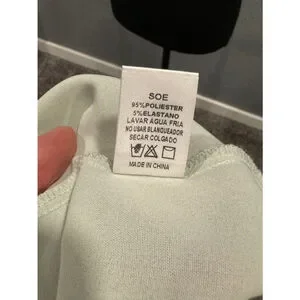 SOE
95%POLIESTER
5%ELASTANO
LAVAR AGUA FRIA
NO USAR BLANQUEADOR
SECAR COLGADO
MADE IN CHINA